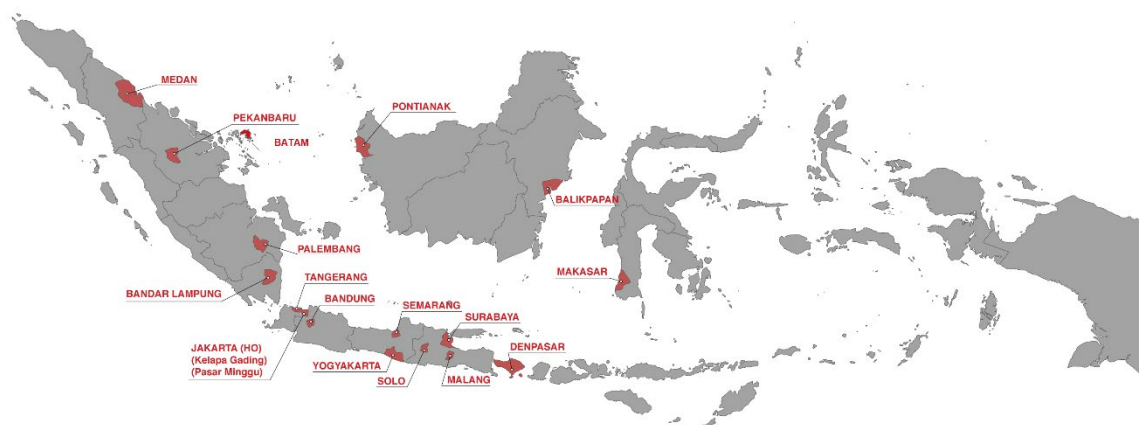 MEDAN
PEKANBARU
BATAM
PONTIANAK
BALIKPAPAN
PALEMBANG
BANDAR LAMPUNG
MAKASAR
TANGERANG
BANDUNG
SEMARANG
SURABAYA
JAKARTA (HO)
(Kelapa Gading)
(Pasar Minggu)
YOGYAKARTA
SOLO
MALANG
DENPASAR